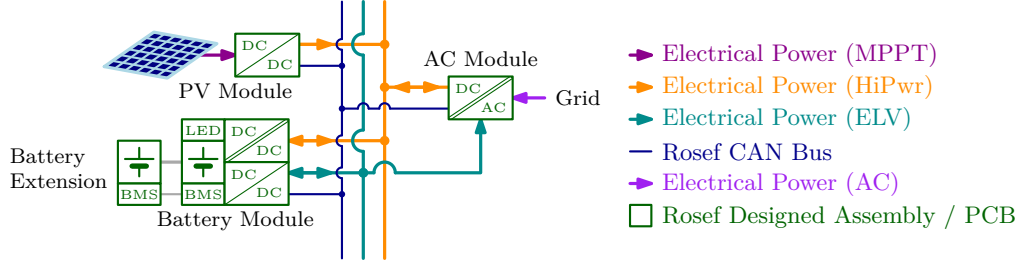 DC
DC
PV Module
AC Module
DC
AC
Grid
LED
DC
DC
Battery
Extension
DC
DC
BMS
BMS
Battery Module
Electrical Power (MPPT)
Electrical Power (HiPwr)
Electrical Power (ELV)
Rosef CAN Bus
Electrical Power (AC)
Rosef Designed Assembly / PCB